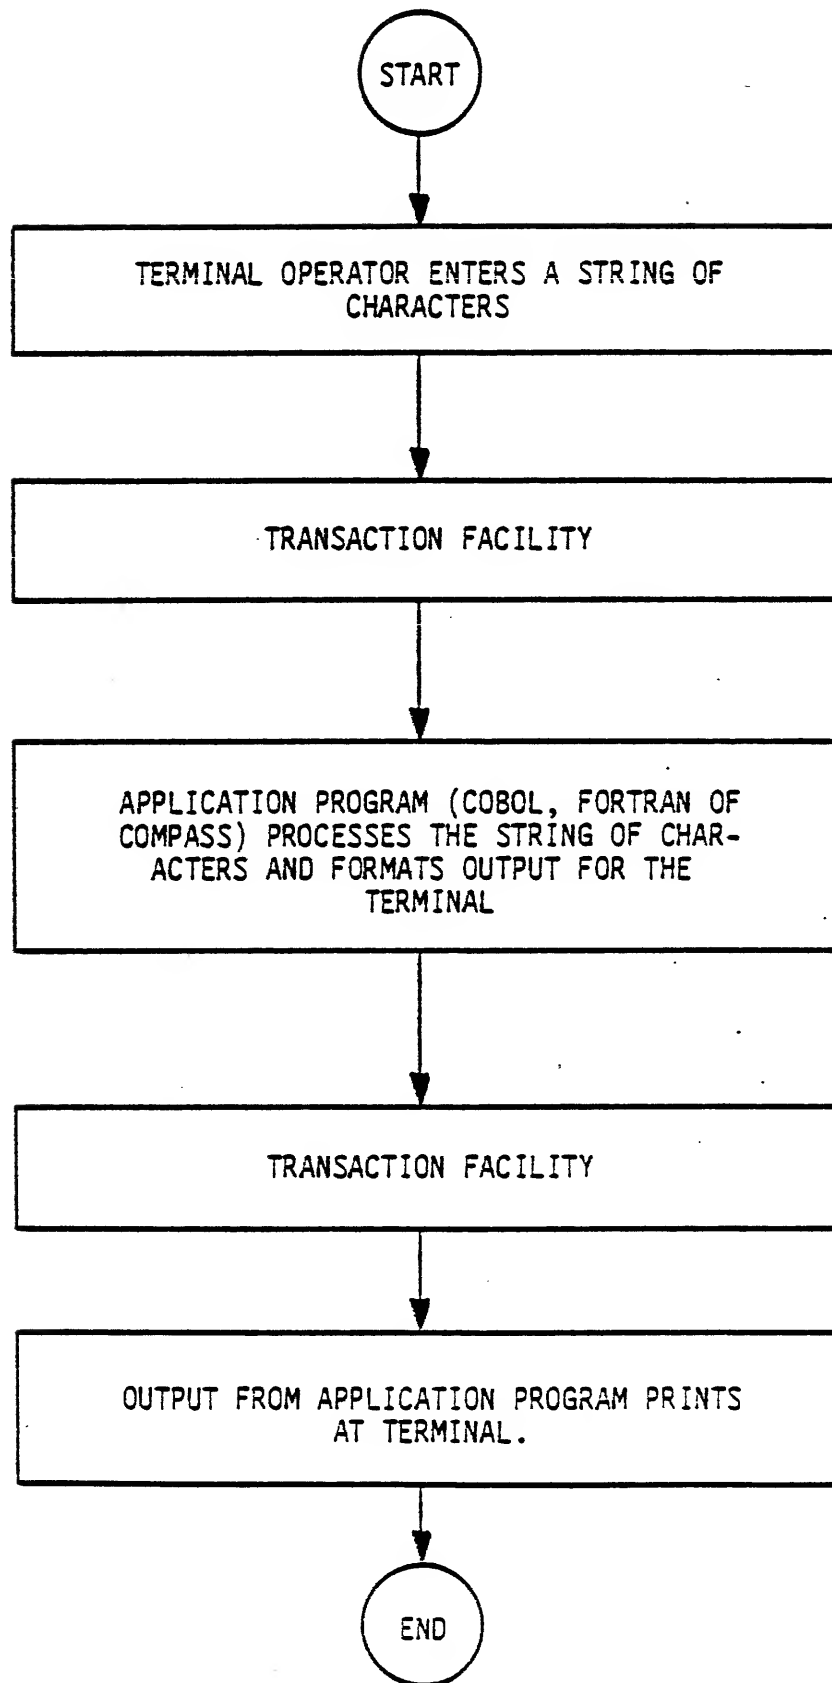 START
TERMINAL OPERATOR ENTERS A STRING OF
CHARACTERS
TRANSACTION FACILITY
APPLICATION PROGRAM (COBOL, FORTRAN OF
COMPASS) PROCESSES THE STRING OF CHAR-
ACTERS AND FORMATS OUTPUT FOR THE
TERMINAL
TRANSACTION FACILITY
OUTPUT FROM APPLICATION PROGRAM PRINTS
AT TERMINAL.
END